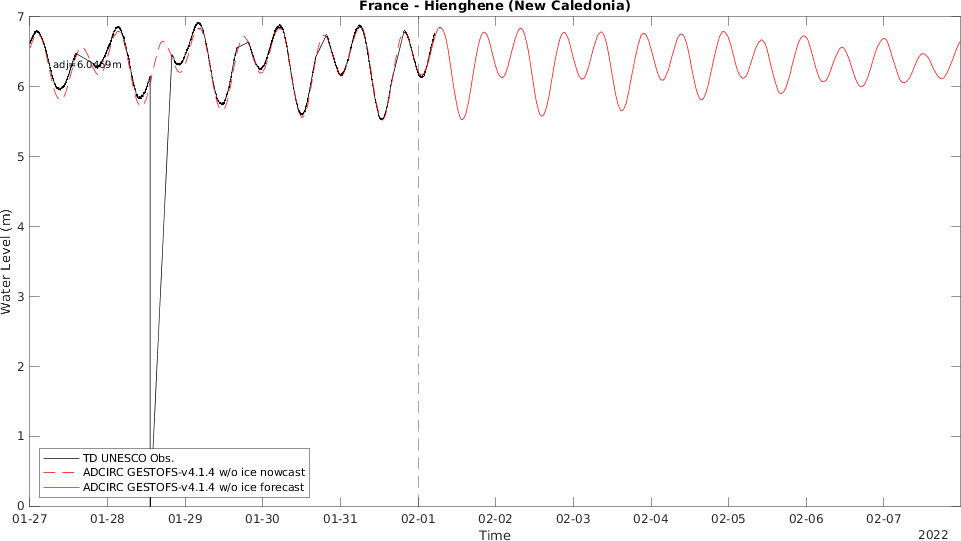 France - Hienghene (New Caledonia)
7
6
5
4
3
2
1
0
Water Level (m)
adj=6.0469m
TD UNESCO Obs.
ADCIRC GESTOFS-v4.1.4 w/o ice nowcast
ADCIRC GESTOFS-v4.1.4 w/o ice forecast
01-27 01-28 01-29 01-30 01-31 02-01 02-02 02-03 02-04 02-05 02-06 02-07
Time
2022